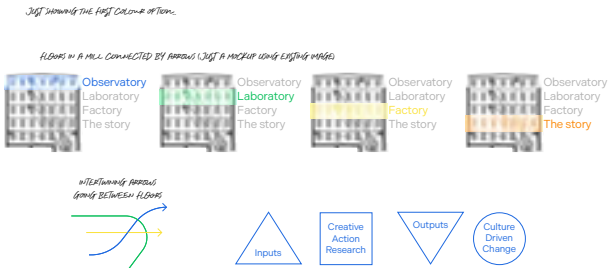 JUST SHOWING THE FIRST COLOUR OPTION
FLOORS IN A MILL CONNECTED BY ARROWS (JUST A MOCKUP USING EXISTING IMAGE)
Observatory
Laboratory
Factory
The story
Observatory
Laboratory
Factory
The story
Observatory
Laboratory
Factory
The story
Observatory
Laboratory
Factory
The story
INTERTWINING ARROWS
GOING BETWEEN FLOORS
Inputs
Creative
Action
Research
Outputs
Culture
Driven
Change